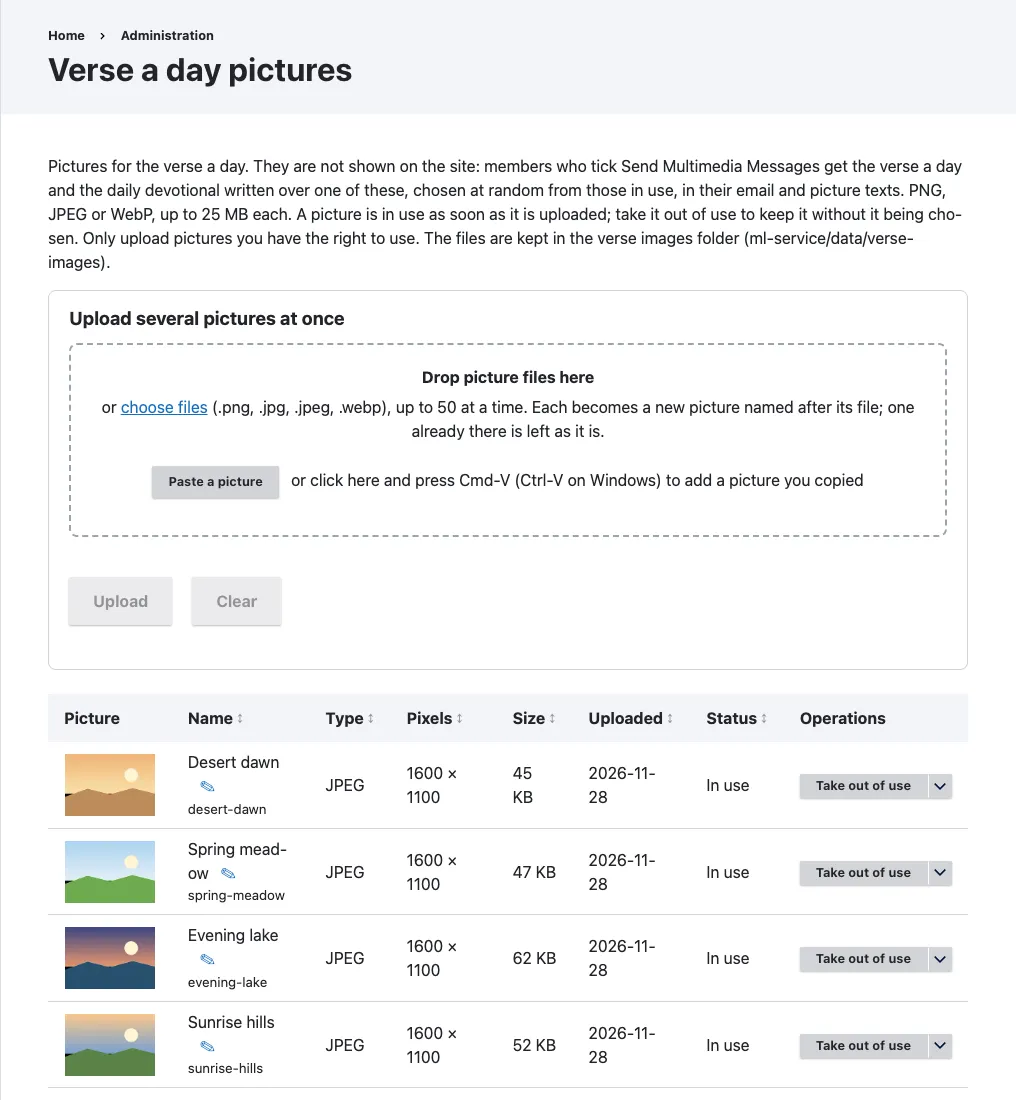 Home › Administration
Verse a day pictures
Pictures for the verse a day. They are not shown on the site: members who tick Send Multimedia Messages get the verse a day
and the daily devotional written over one of these, chosen at random from those in use, in their email and picture texts. PNG,
JPEG or WebP, up to 25 MB each. A picture is in use as soon as it is uploaded; take it out of use to keep it without it being cho-
sen. Only upload pictures you have the right to use. The files are kept in the verse images folder (ml-service/data/verse-
images).
Upload several pictures at once
Drop picture files here
or choose files (.png, .jpg, .jpeg, .webp), up to 50 at a time. Each becomes a new picture named after its file; one
already there is left as it is.
Paste a picture or click here and press Cmd-V (Ctrl-V on Windows) to add a picture you copied
Upload Clear
Picture Name Type Pixels Size Uploaded Status Operations
Desert dawn
desert-dawn
JPEG
1600 ×
1100
45
KB
2026-11-
28
In use
Take out of use
Spring mead-
ow
spring-meadow
JPEG
1600 ×
1100
47 KB
2026-11-
28
In use
Take out of use
Evening lake
evening-lake
JPEG
1600 ×
1100
62 KB
2026-11-
28
In use
Take out of use
Sunrise hills
sunrise-hills
JPEG
1600 ×
1100
52 KB
2026-11-
28
In use
Take out of use